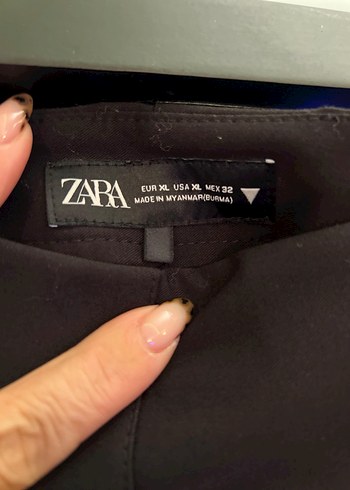 ZARA
EUR XL USA XL MEX 32
MADE IN MYANMAR(BURMA)